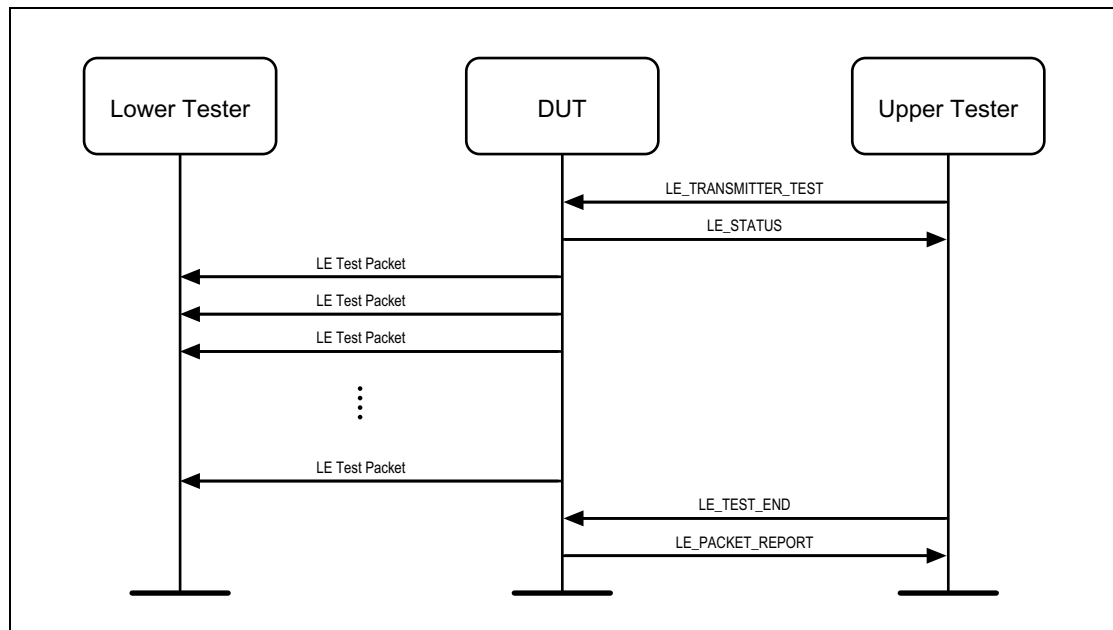 Lower Tester
DUT
Upper Tester
LE_TRANSMITTER_TEST
LE_STATUS
LE Test Packet
LE Test Packet
LE Test Packet
LE Test Packet
LE_TEST_END
LE_PACKET_REPORT